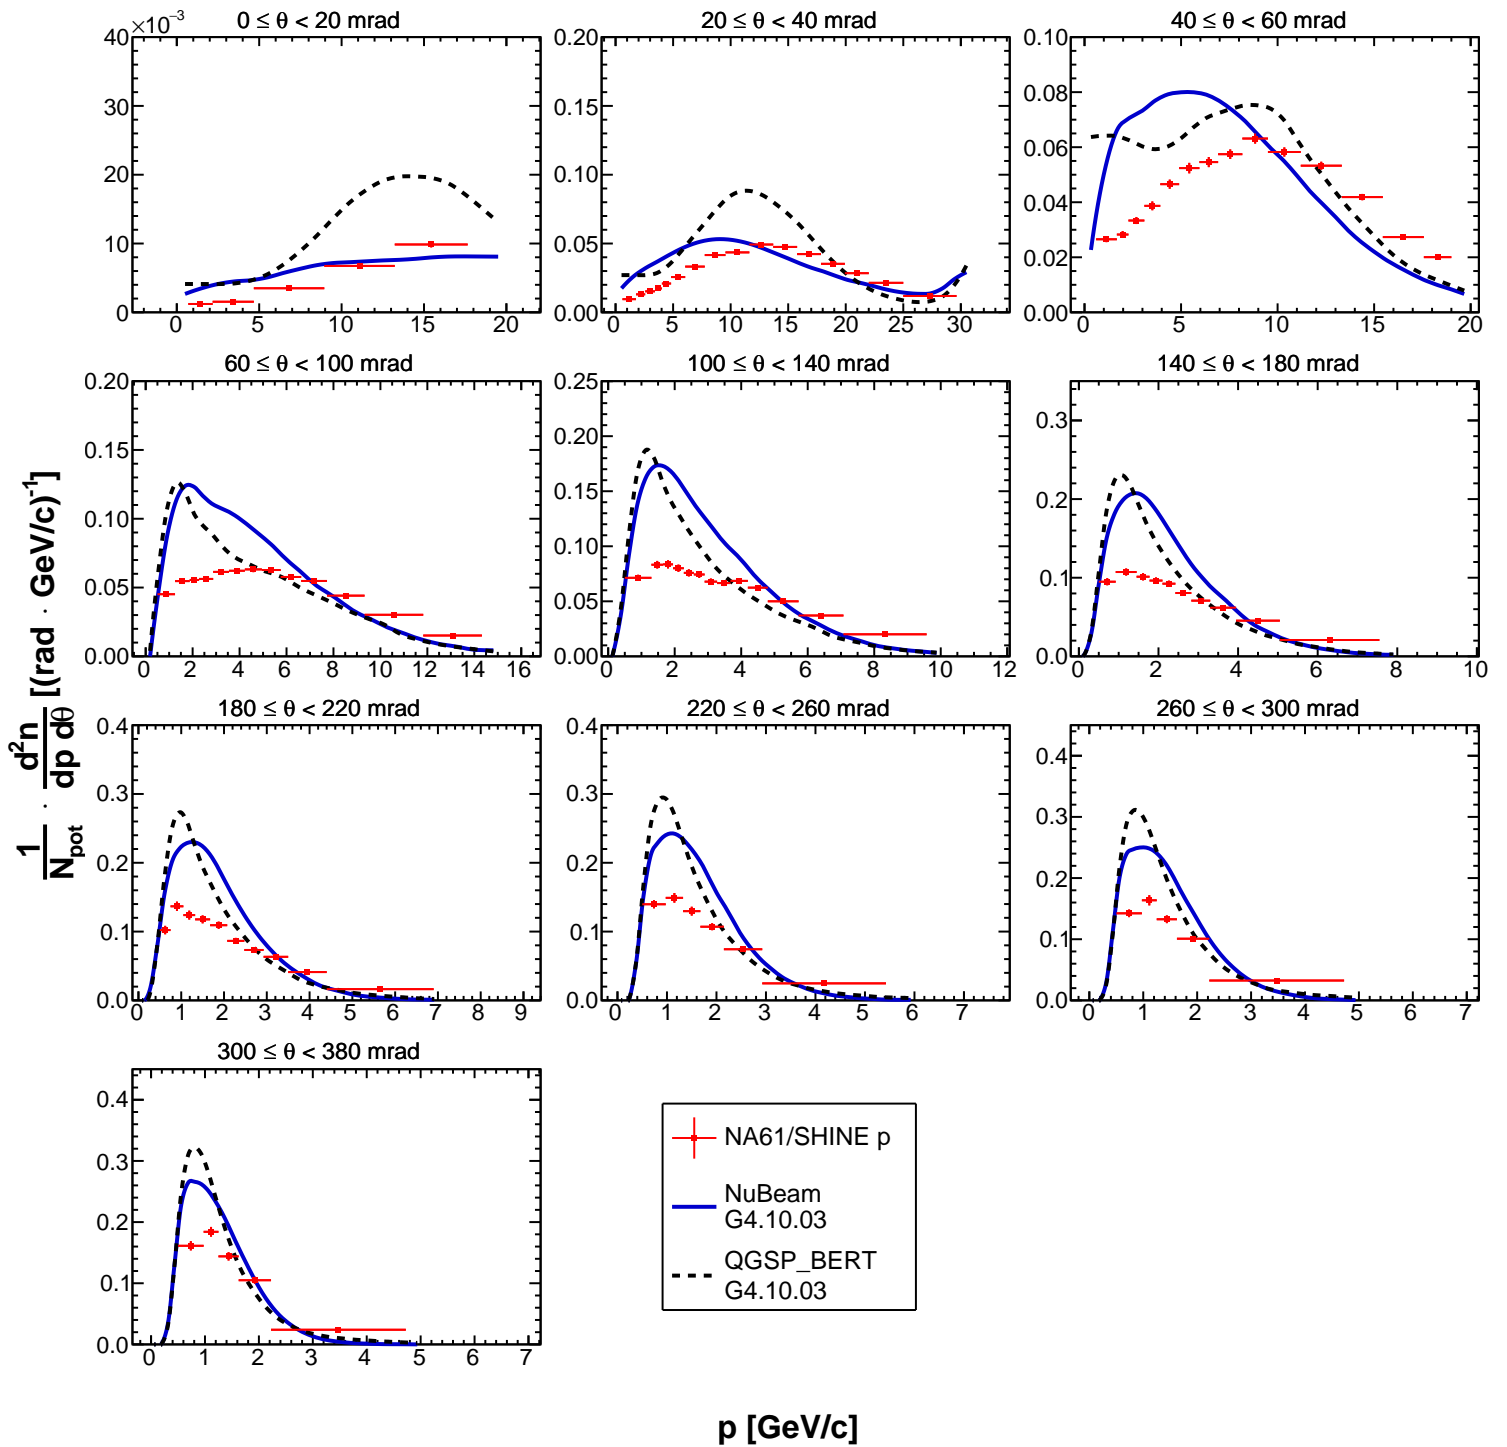 0 ≤ θ < 20 mrad
20 ≤ θ < 40 mrad
40 ≤ θ < 60 mrad
×10⁻³
40
30
20
10
0
0 5 10 15 20
0.20
0.15
0.10
0.05
0.00
0 5 10 15 20 25 30
0.10
0.08
0.06
0.04
0.02
0.00
0 5 10 15 20
60 ≤ θ < 100 mrad
100 ≤ θ < 140 mrad
140 ≤ θ < 180 mrad
0.20
0.15
0.10
0.05
0.00
0 2 4 6 8 10 12 14 16
0.25
0.20
0.15
0.10
0.05
0.00
0 2 4 6 8 10 12
0.3
0.2
0.1
0.0
0 2 4 6 8 10
180 ≤ θ < 220 mrad
220 ≤ θ < 260 mrad
260 ≤ θ < 300 mrad
0.4
0.3
0.2
0.1
0.0
0 1 2 3 4 5 6 7 8 9
0.4
0.3
0.2
0.1
0.0
0 1 2 3 4 5 6 7
0.4
0.3
0.2
0.1
0.0
0 1 2 3 4 5 6 7
300 ≤ θ < 380 mrad
0.4
0.3
0.2
0.1
0.0
0 1 2 3 4 5 6 7
NA61/SHINE p
NuBeam
G4.10.03
QGSP_BERT
G4.10.03
1/N_pot · d²n/dp dθ [(rad · GeV/c)⁻¹]
p [GeV/c]